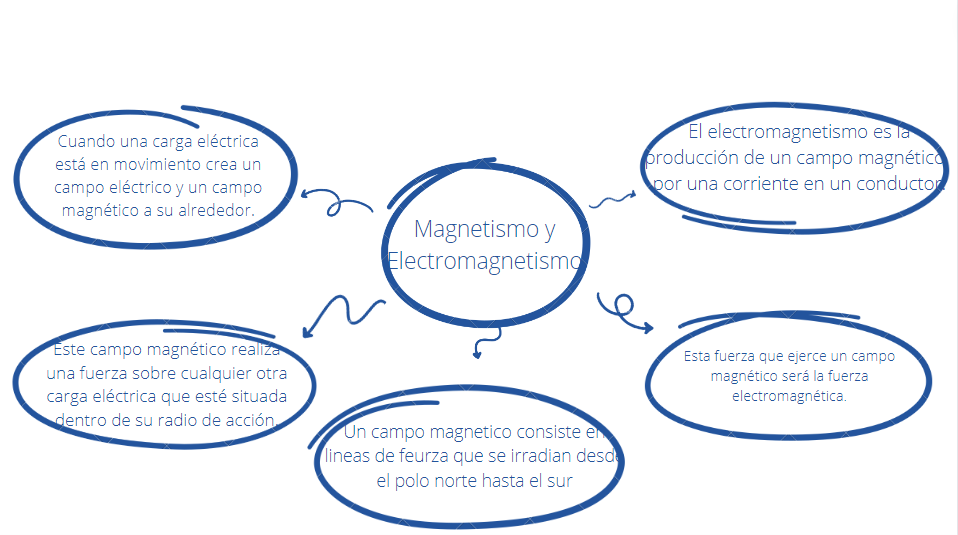 Cuando una carga eléctrica
está en movimiento crea un
campo eléctrico y un campo
magnético a su alrededor.
El electromagnetismo es la
producción de un campo magnético
por una corriente en un conductor.
Magnetismo y
Electromagnetismo
Este campo magnético realiza
una fuerza sobre cualquier otra
carga eléctrica que esté situada
dentro de su radio de acción.
Un campo magnetico consiste en
lineas de feurza que se irradian desde
el polo norte hasta el sur
Esta fuerza que ejerce un campo
magnético será la fuerza
electromagnética.